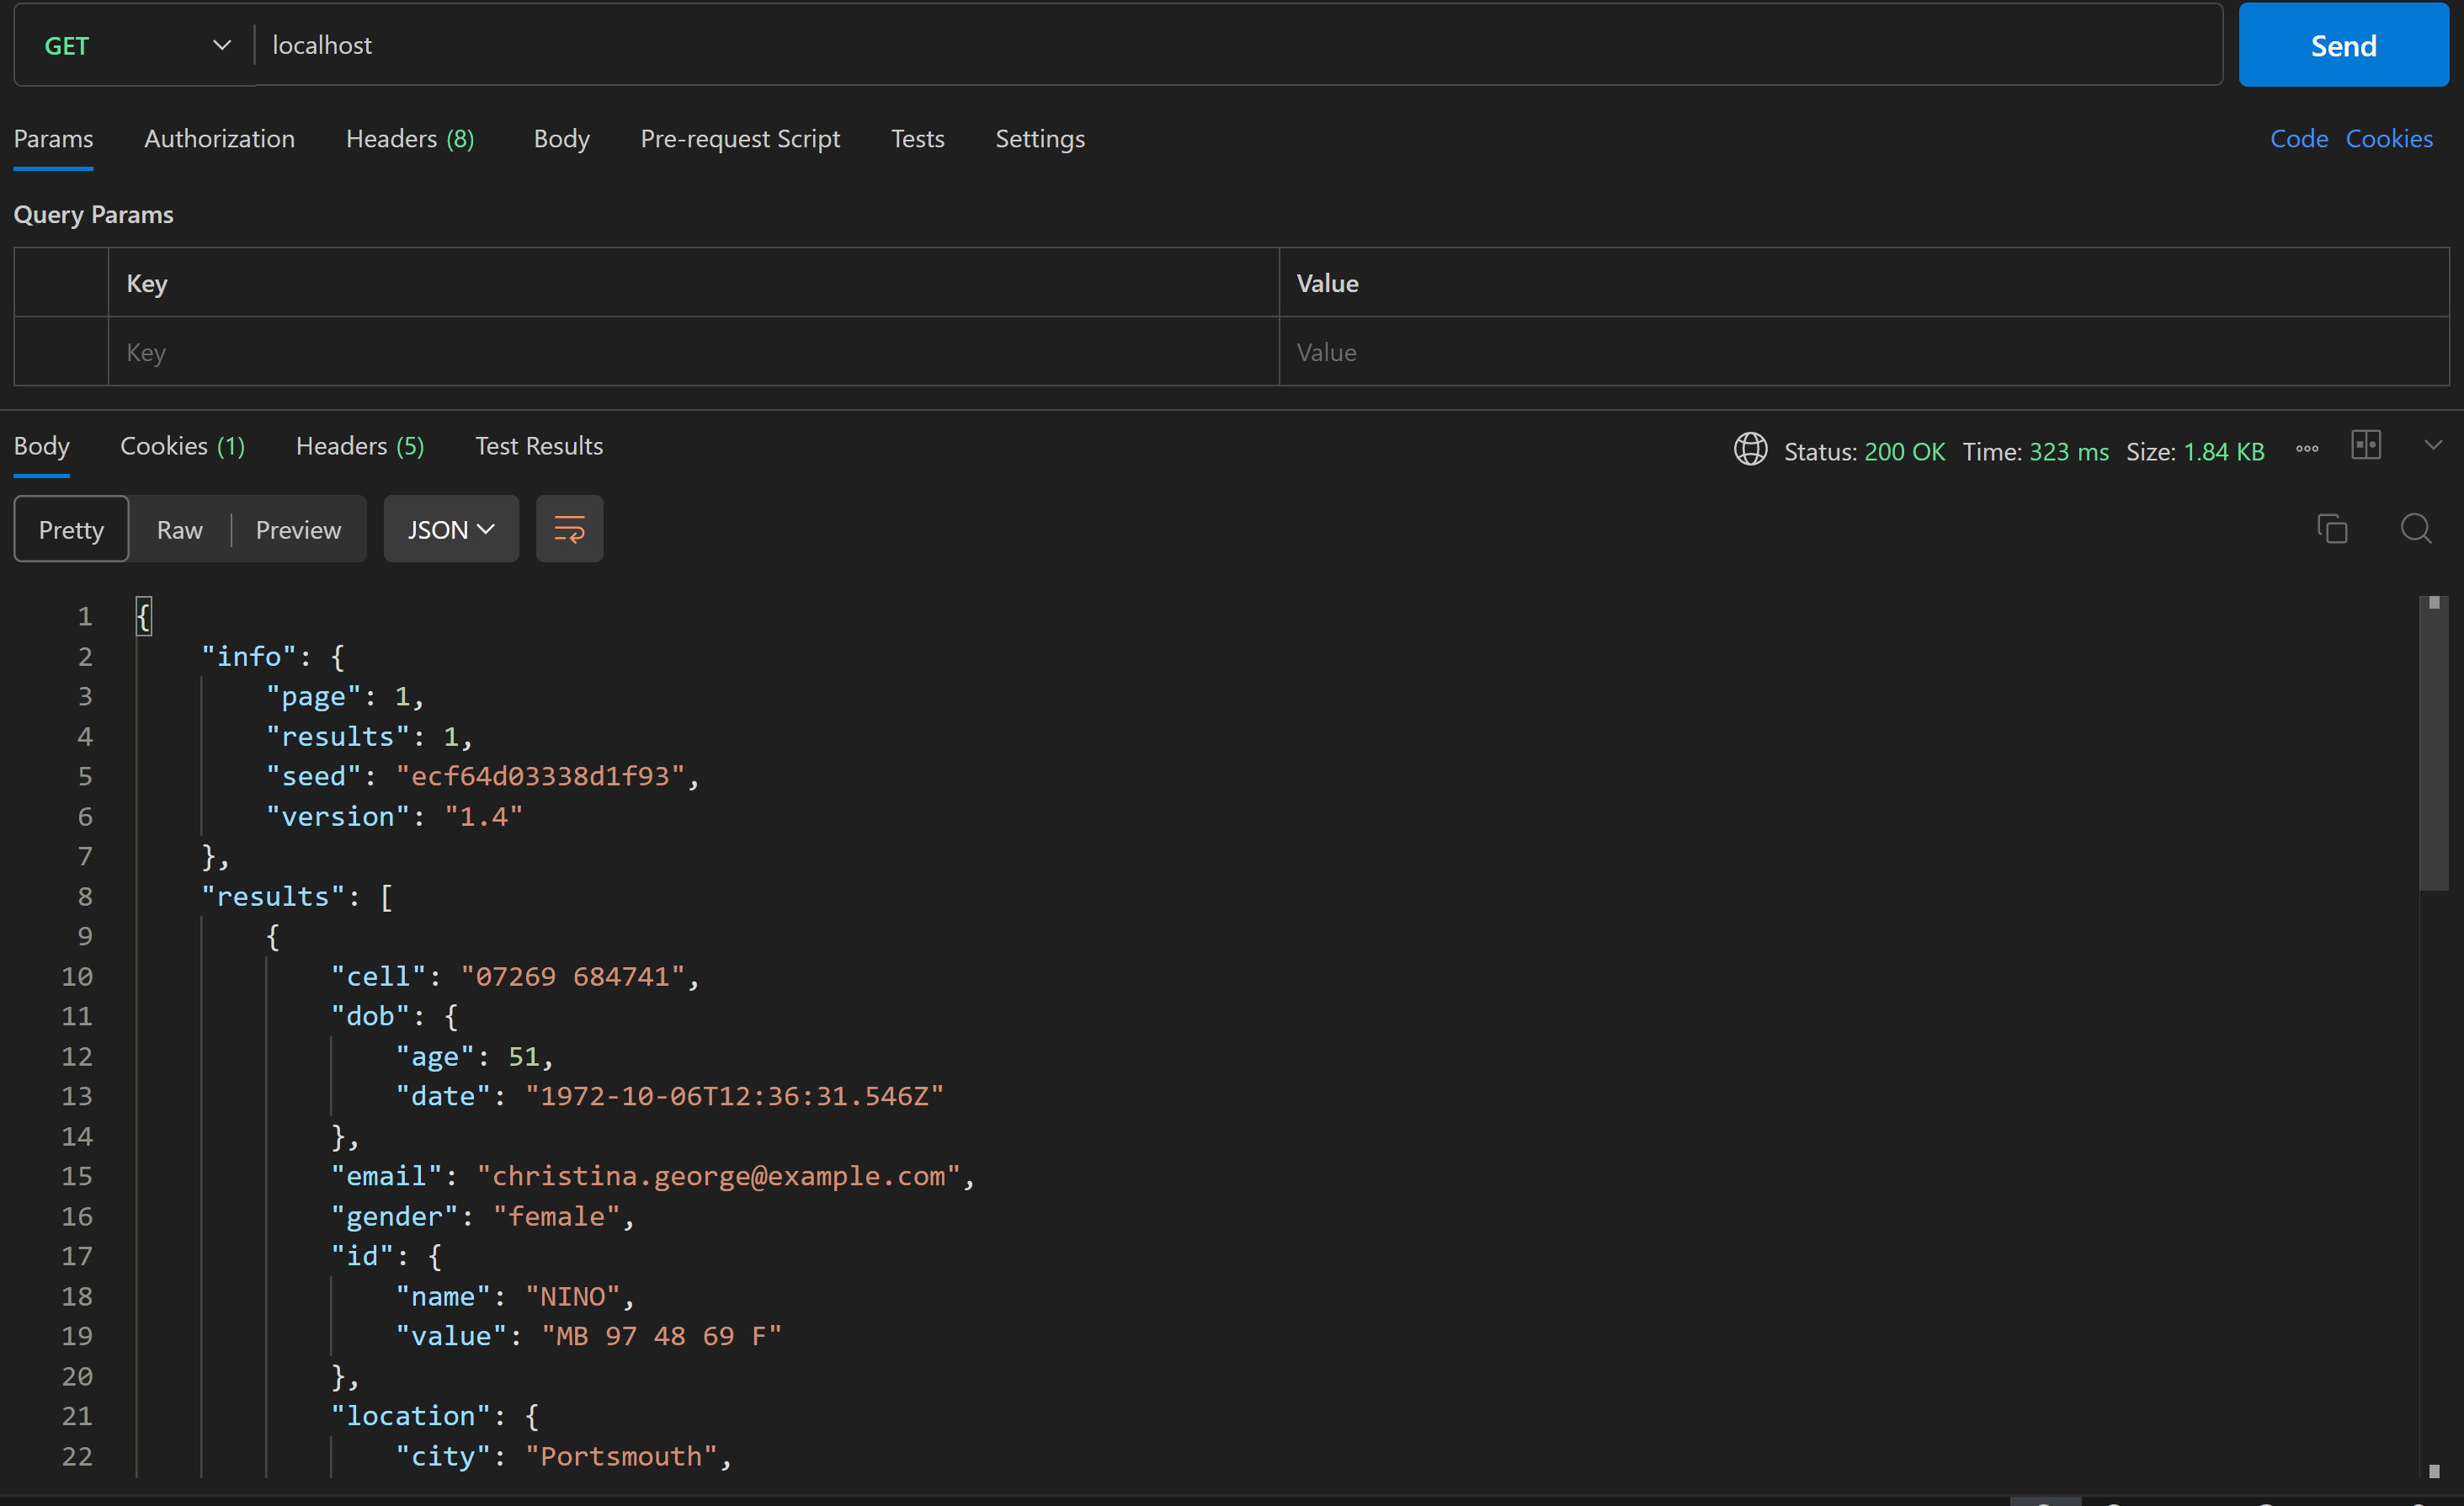 GET localhost Send
Params Authorization Headers (8) Body Pre-request Script Tests Settings Code Cookies
Query Params
Key Value
Key Value
Body Cookies (1) Headers (5) Test Results Status: 200 OK Time: 323 ms Size: 1.84 KB
Pretty Raw Preview JSON
1 {
2 "info": {
3 "page": 1,
4 "results": 1,
5 "seed": "ecf64d03338d1f93",
6 "version": "1.4"
7 },
8 "results": [
9 {
10 "cell": "07269 684741",
11 "dob": {
12 "age": 51,
13 "date": "1972-10-06T12:36:31.546Z"
14 },
15 "email": "christina.george@example.com",
16 "gender": "female",
17 "id": {
18 "name": "NINO",
19 "value": "MB 97 48 69 F"
20 },
21 "location": {
22 "city": "Portsmouth",